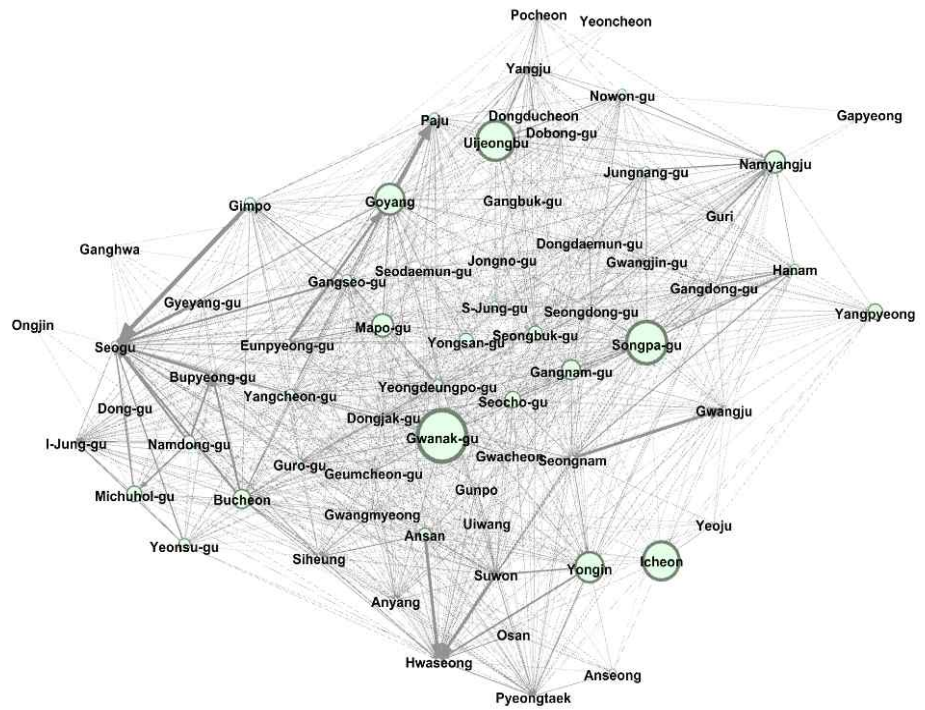 Pocheon
Yeoncheon
Yangju
Nowon-gu
Dongducheon
Gapyeong
Paju
Dobong-gu
Uijeongbu
Namyangju
Jungnang-gu
Goyang
Gangbuk-gu
Gimpo
Guri
Dongdaemun-gu
Ganghwa
Jongno-gu
Gwangjin-gu
Seodaemun-gu
Hanam
Gangseo-gu
Gangdong-gu
Gyeyang-gu
S-Jung-gu
Seongdong-gu
Yangpyeong
Ongjin
Mapo-gu
Seongbuk-gu
Yongsan-gu
Songpa-gu
Eunpyeong-gu
Seogu
Gangnam-gu
Bupyeong-gu
Yeongdeungpo-gu
Yangcheon-gu
Seocho-gu
Dong-gu
Gwangju
Dongjak-gu
Gwanak-gu
I-Jung-gu
Namdong-gu
Gwacheon
Seongnam
Guro-gu
Geumcheon-gu
Gunpo
Michuhol-gu
Bucheon
Gwangmyeong
Uiwang
Yeoju
Ansan
Yeonsu-gu
Siheung
Icheon
Yongin
Suwon
Anyang
Osan
Hwaseong
Anseong
Pyeongtaek